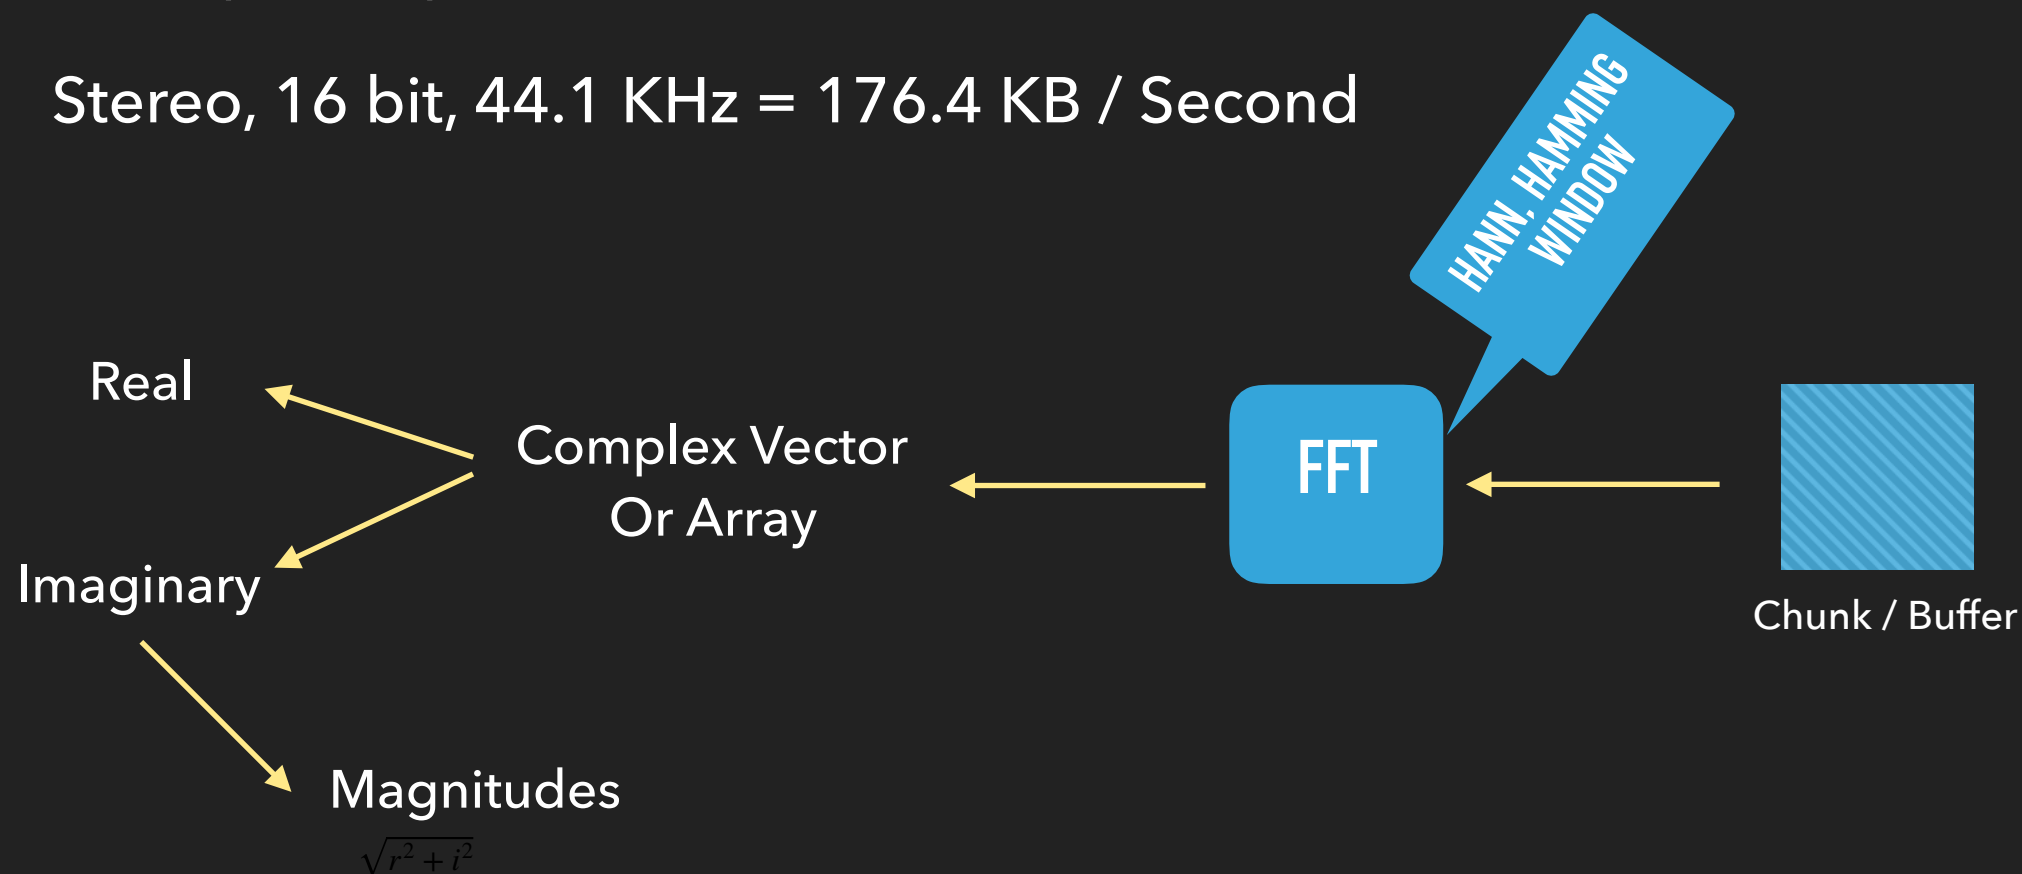 Stereo, 16 bit, 44.1 KHz = 176.4 KB / Second
HANN, HAMMING
WINDOW
Real
Complex Vector
Or Array
FFT
Imaginary
Chunk / Buffer
Magnitudes
√r² + i²